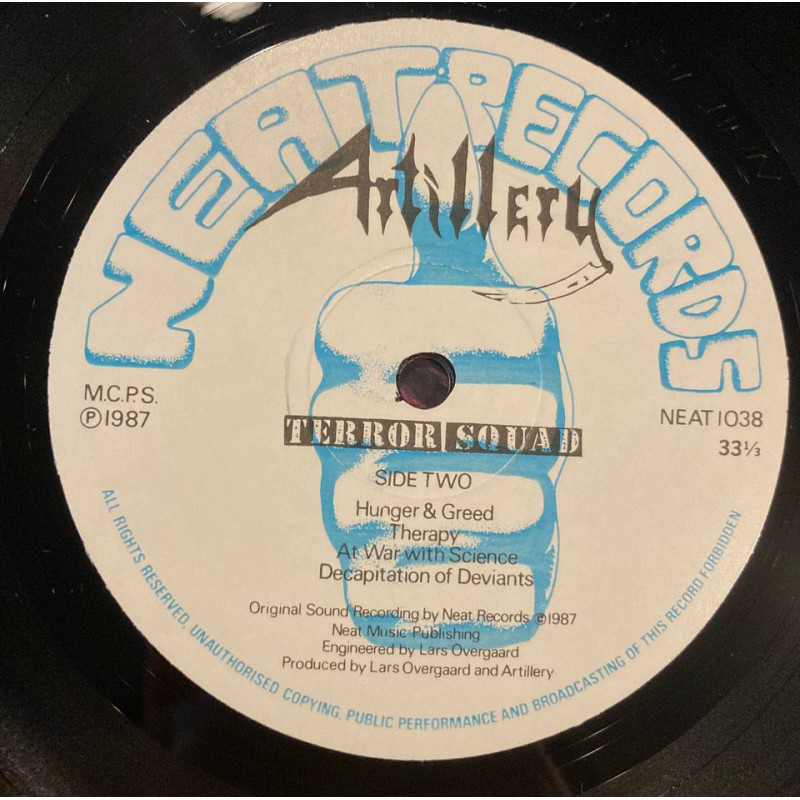 NEAT RECORDS
Artillery
M.C.P.S.
Ⓟ1987
NEAT 1038
33⅓
TERROR SQUAD
SIDE TWO
Hunger & Greed
Therapy
At War with Science
Decapitation of Deviants
Original Sound Recording by Neat Records ©1987
Neat Music Publishing
Engineered by Lars Overgaard
Produced by Lars Overgaard and Artillery
ALL RIGHTS RESERVED. UNAUTHORISED COPYING, PUBLIC PERFORMANCE AND BROADCASTING OF THIS RECORD FORBIDDEN